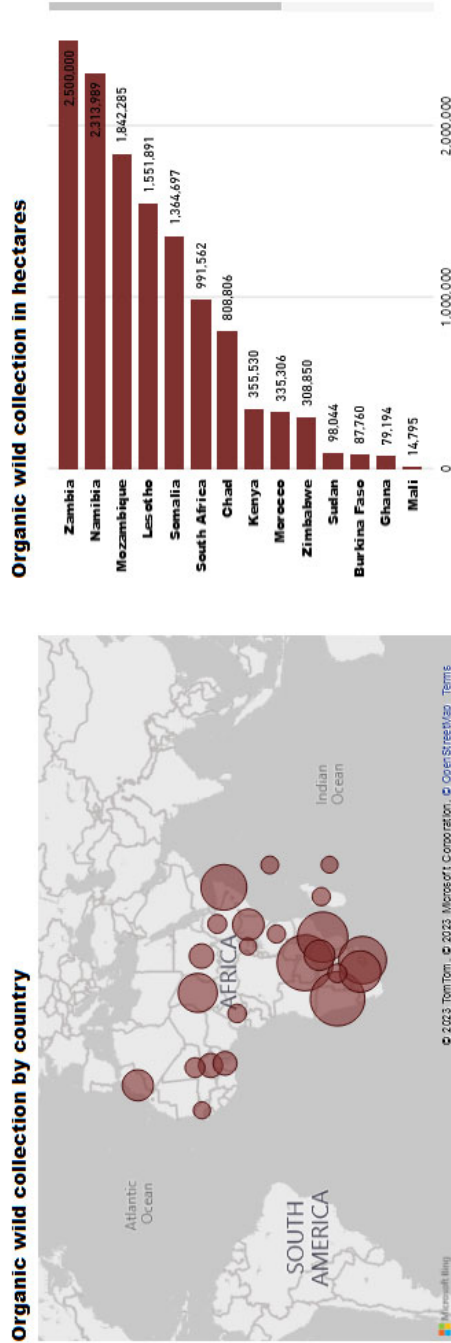 Organic wild collection by country
Atlantic
Ocean
AFRICA
Indian
Ocean
SOUTH
AMERICA
Microsoft Bing
© 2023 TomTom, © 2023 Microsoft Corporation, © OpenStreetMap Terms
Organic wild collection in hectares
Zambia 2.500,000
Namibia 2.313,989
Mozambique 1.842,285
Lesotho 1.551,891
Somalia 1.364,697
South Africa 991,562
Chad 808,806
Kenya 355,530
Morocco 335,306
Zimbabwe 308,850
Sudan 98,044
Burkina Faso 87,760
Ghana 79,194
Mali 14,795
0 1,000,000 2,000,000